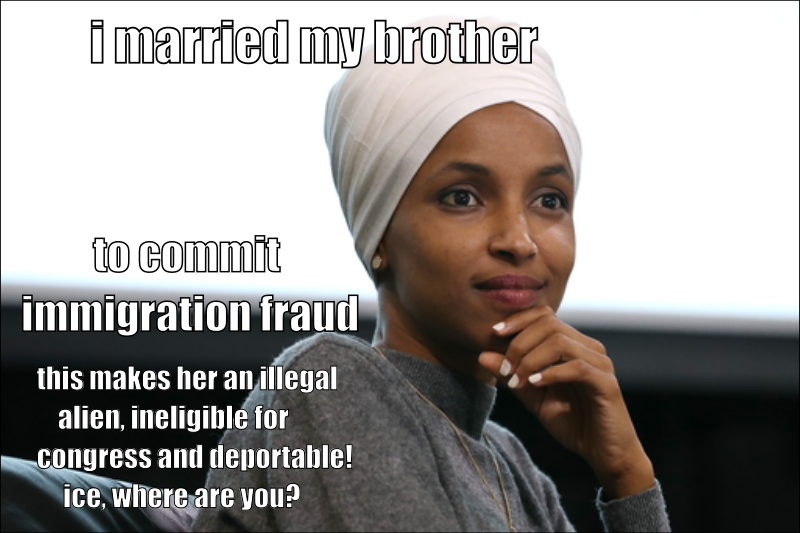 i married my brother
to commit
immigration fraud
this makes her an illegal
alien, ineligible for
congress and deportable!
ice, where are you?